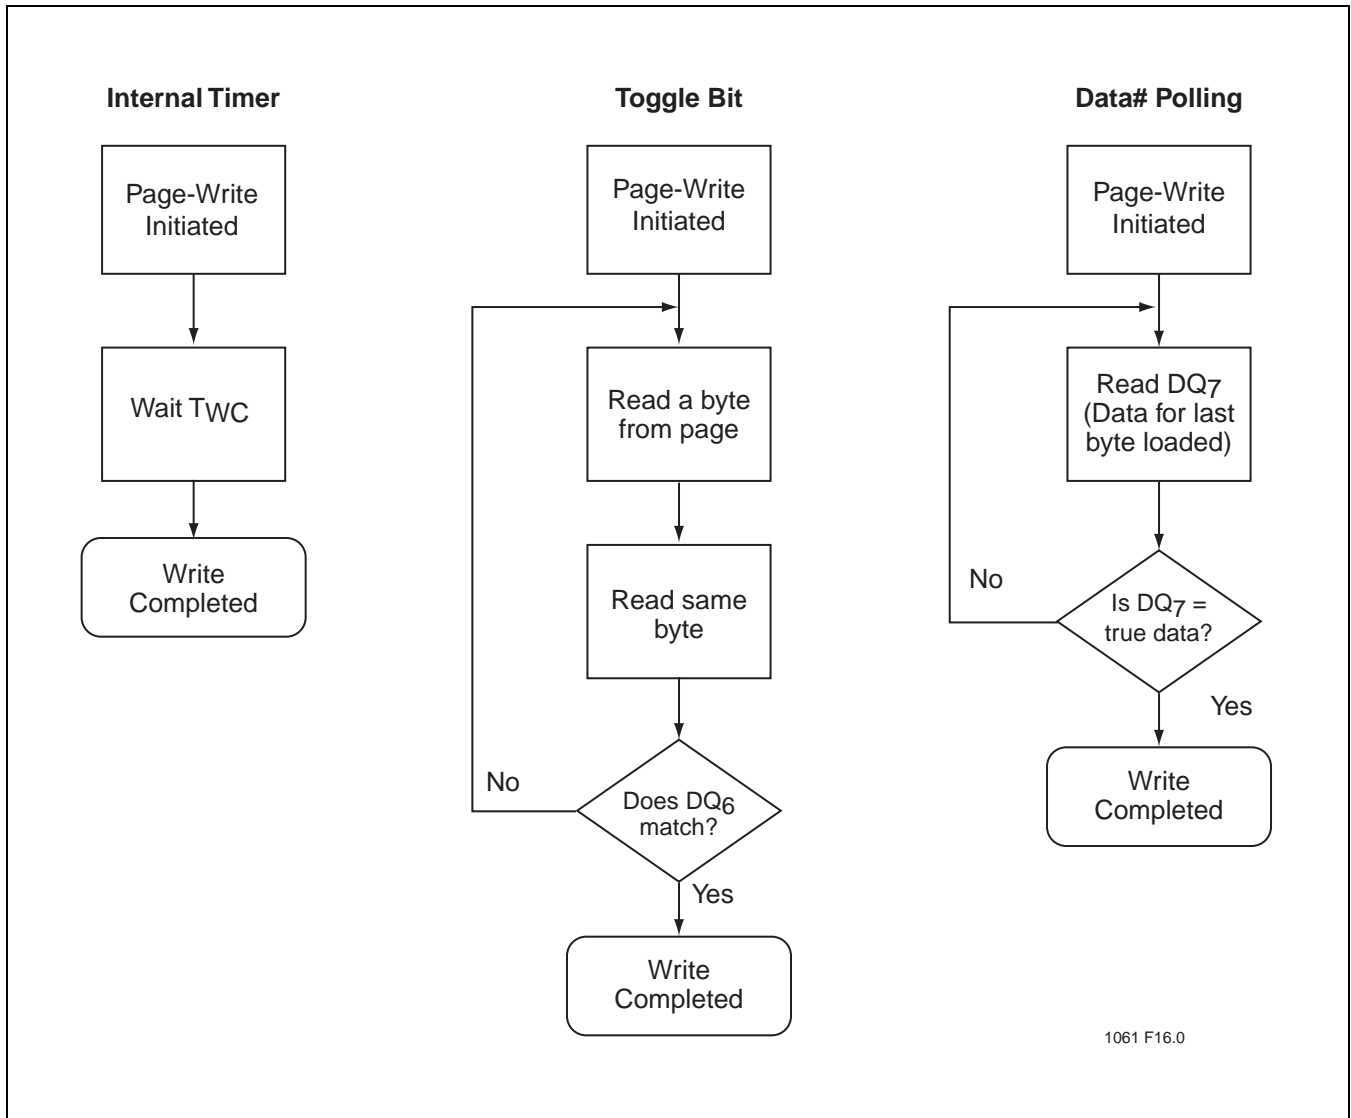 Internal Timer
Page-Write
Initiated
Wait TWC
Write
Completed
Toggle Bit
Page-Write
Initiated
Read a byte
from page
Read same
byte
No
Does DQ6
match?
Yes
Write
Completed
Data# Polling
Page-Write
Initiated
Read DQ7
(Data for last
byte loaded)
No
Is DQ7 =
true data?
Yes
Write
Completed
1061 F16.0